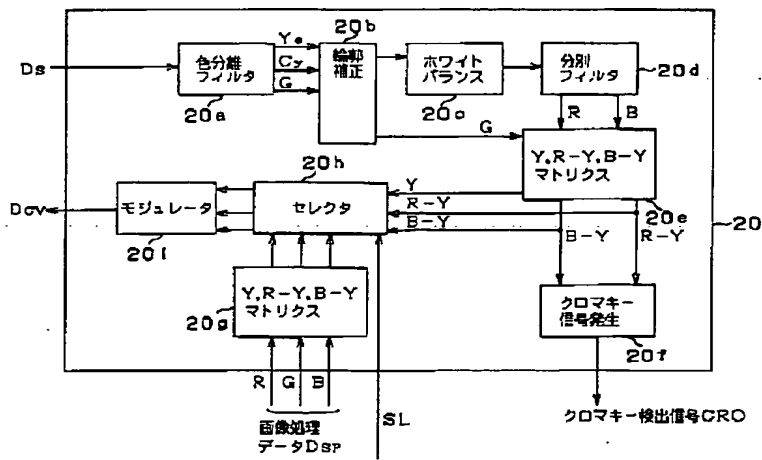 Ds
色分離
フィルタ
20a
Ye
Cy
G
20b
輪郭
補正
ホワイト
バランス
20c
分別
フィルタ
20d
R
B
G
Y,R-Y,B-Y
マトリクス
20e
20h
Dov
モジュレータ
20i
セレクタ
Y
R-Y
B-Y
B-Y
R-Y
20
Y,R-Y,B-Y
マトリクス
20g
クロマキー
信号発生
20f
R
G
B
SL
画像処理
データDSP
クロマキー検出信号CRO